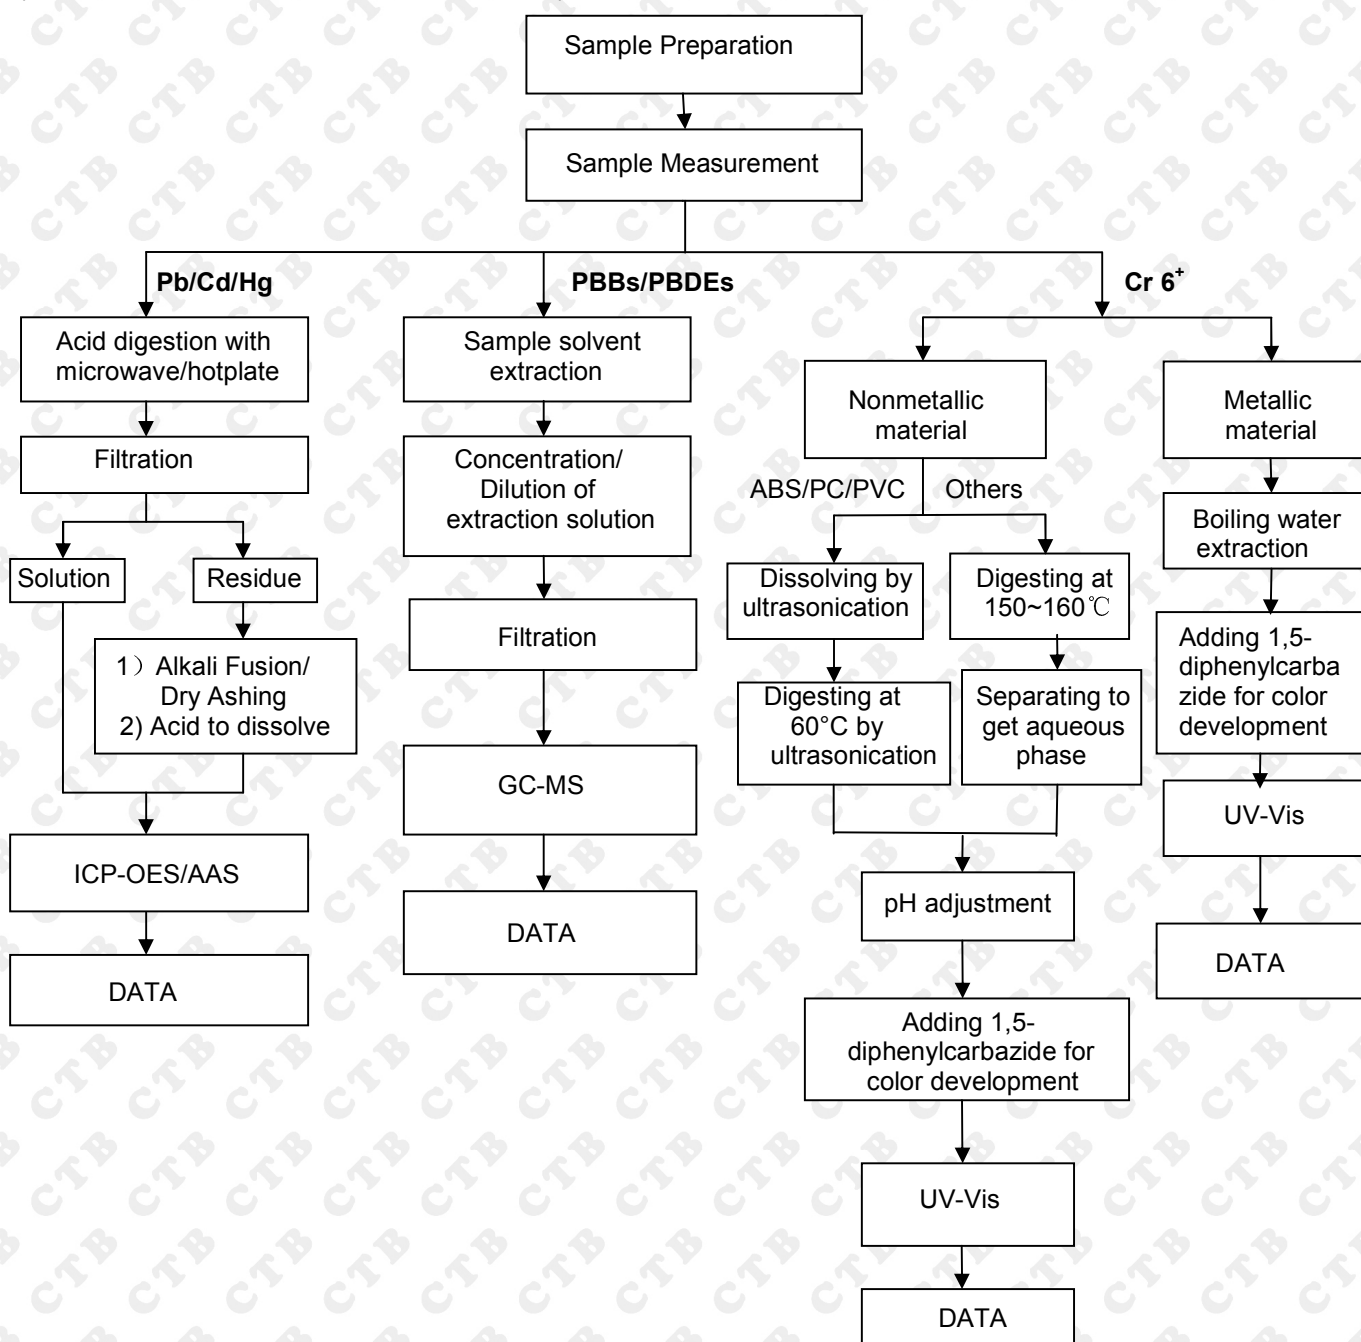 Sample Preparation
Sample Measurement
Pb/Cd/Hg
PBBs/PBDEs
Cr 6+
Acid digestion with
microwave/hotplate
Filtration
Solution
Residue
1）Alkali Fusion/
Dry Ashing
2) Acid to dissolve
ICP-OES/AAS
DATA
Sample solvent
extraction
Concentration/
Dilution of
extraction solution
Filtration
GC-MS
DATA
Nonmetallic
material
ABS/PC/PVC
Others
Dissolving by
ultrasonication
Digesting at
60°C by
ultrasonication
Digesting at
150~160℃
Separating to
get aqueous
phase
pH adjustment
Adding 1,5-
diphenylcarbazide for
color development
UV-Vis
DATA
Metallic
material
Boiling water
extraction
Adding 1,5-
diphenylcarba
zide for color
development
UV-Vis
DATA
CTB